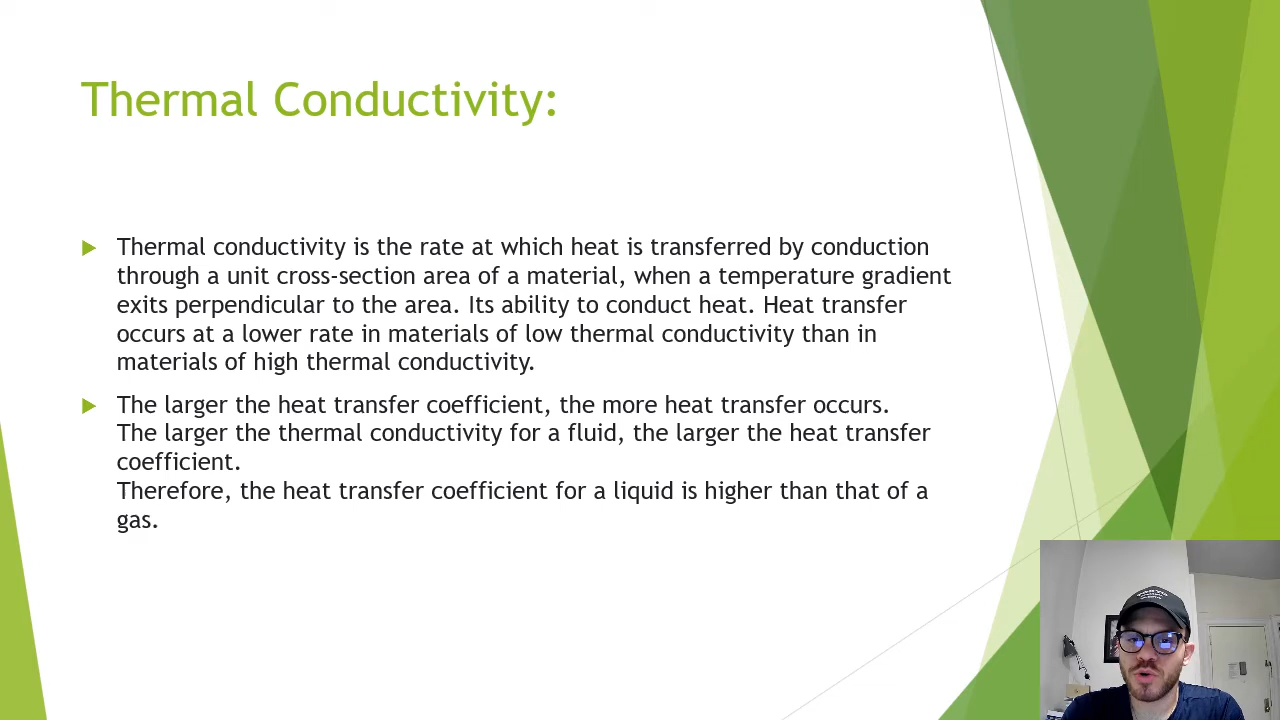 Thermal Conductivity:
Thermal conductivity is the rate at which heat is transferred by conduction
through a unit cross-section area of a material, when a temperature gradient
exits perpendicular to the area. Its ability to conduct heat. Heat transfer
occurs at a lower rate in materials of low thermal conductivity than in
materials of high thermal conductivity.
The larger the heat transfer coefficient, the more heat transfer occurs.
The larger the thermal conductivity for a fluid, the larger the heat transfer
coefficient.
Therefore, the heat transfer coefficient for a liquid is higher than that of a
gas.